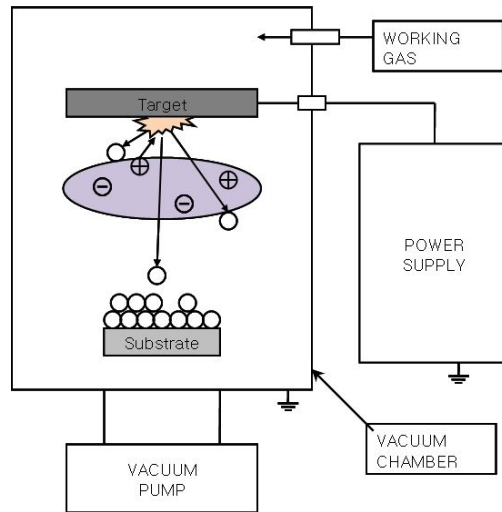 WORKING
GAS
Target
POWER
SUPPLY
Substrate
VACUUM
CHAMBER
VACUUM
PUMP